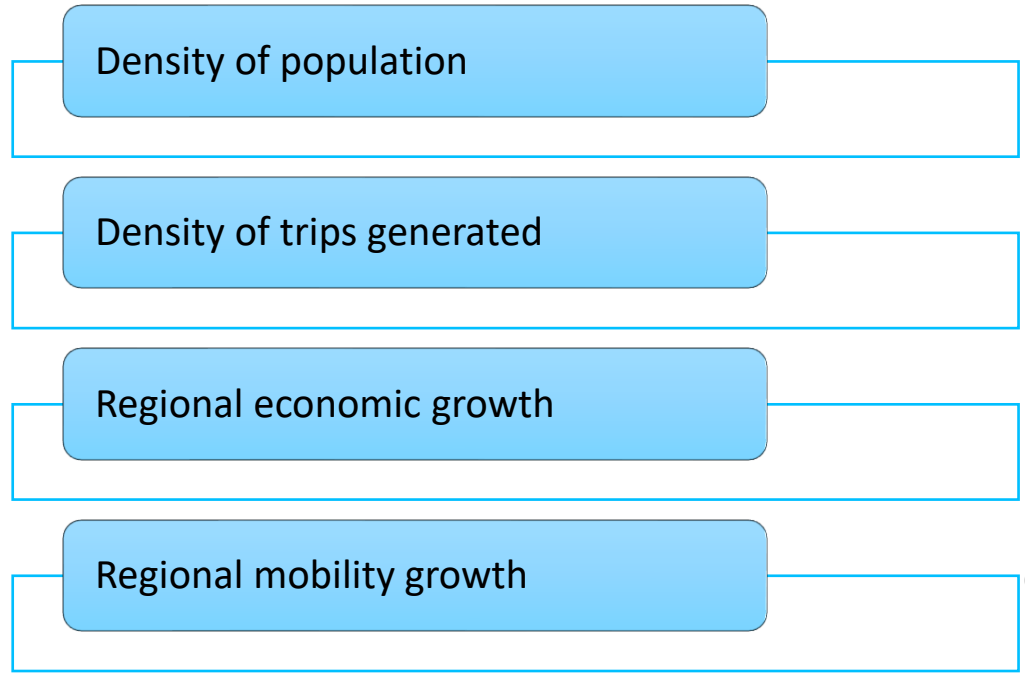 Density of population
Density of trips generated
Regional economic growth
Regional mobility growth